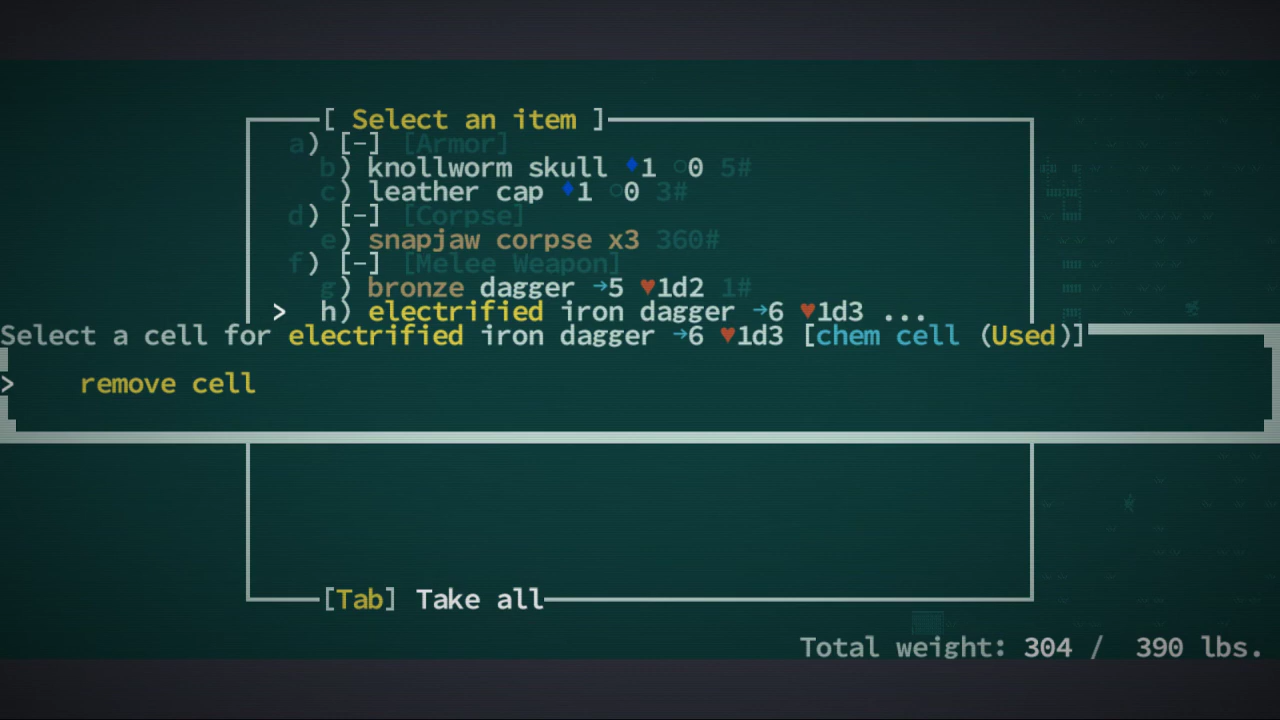 [ Select an item ]
a) [-] [Armor]
b) knollworm skull ♦1 ○0 5#
c) leather cap ♦1 ○0 3#
d) [-] [Corpse]
e) snapjaw corpse x3 360#
f) [-] [Melee Weapon]
g) bronze dagger →5 ♥1d2 1#
> h) electrified iron dagger →6 ♥1d3 ...
Select a cell for electrified iron dagger →6 ♥1d3 [chem cell (Used)]
> remove cell
[Tab] Take all
Total weight: 304 / 390 lbs.